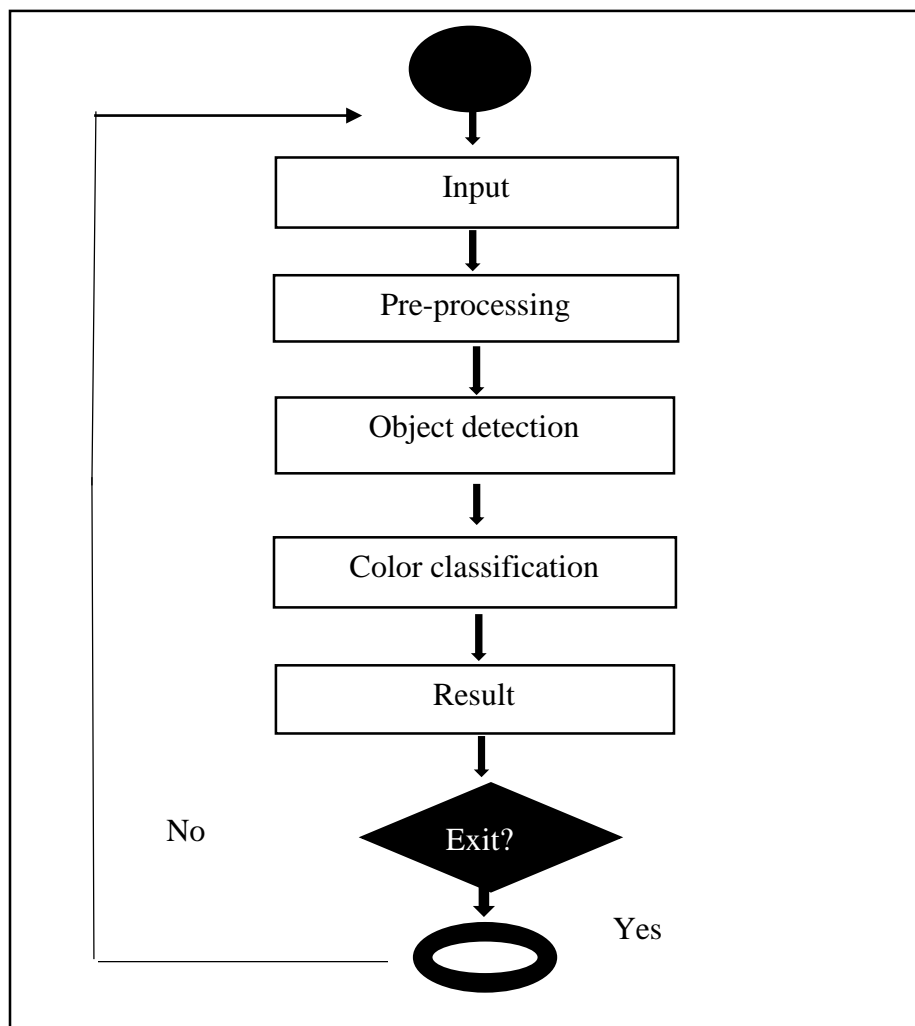 Input
Pre-processing
Object detection
Color classification
Result
No
Exit?
Yes